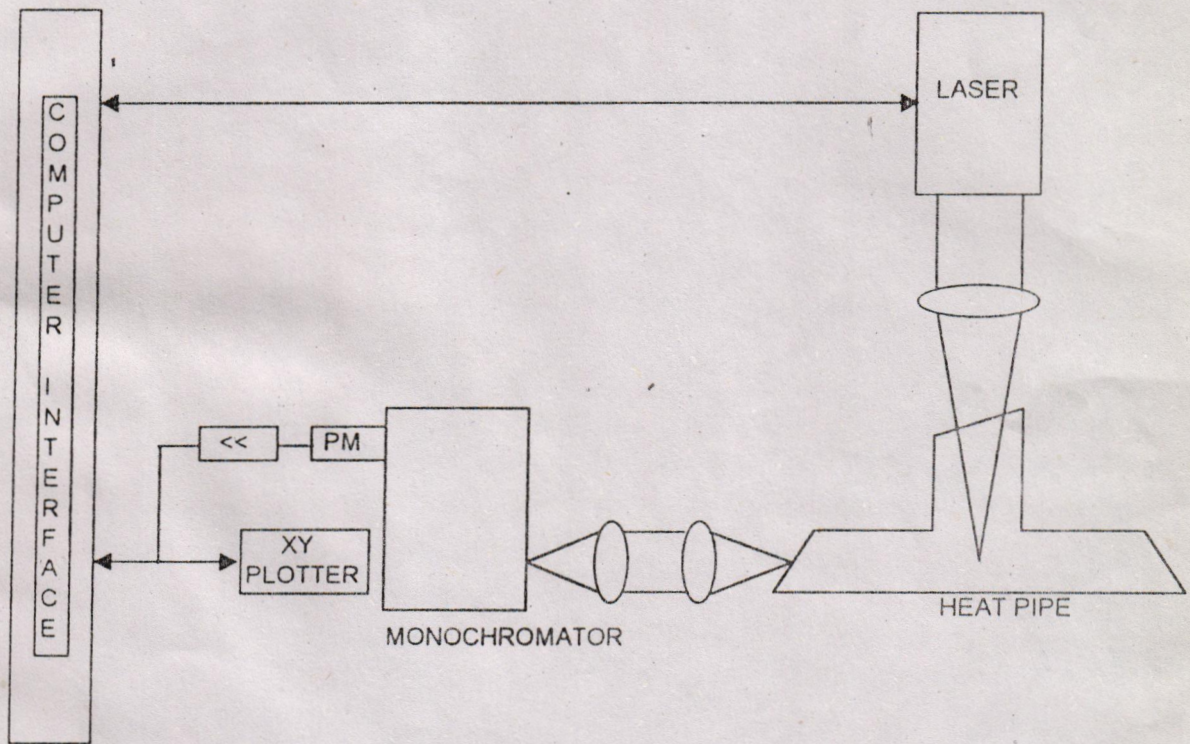 COMPUTER INTERFACE
LASER
<<
PM
XY
PLOTTER
MONOCHROMATOR
HEAT PIPE